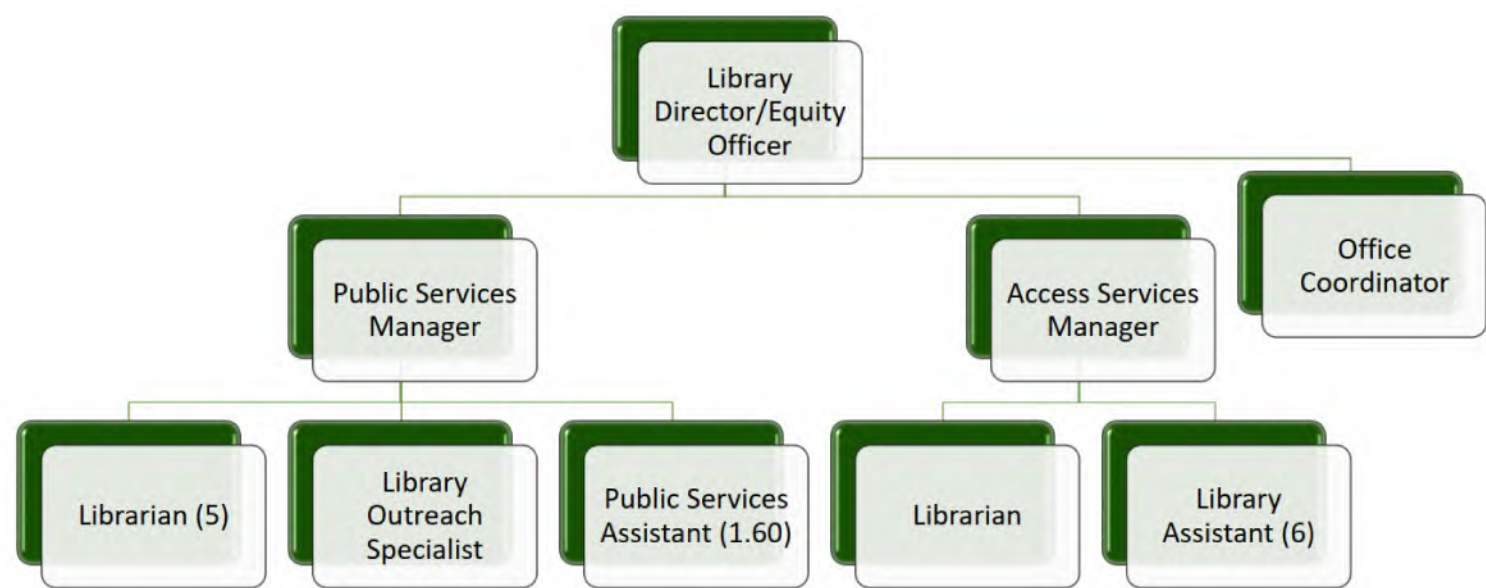 Library
Director/Equity
Officer
Office
Coordinator
Public Services
Manager
Access Services
Manager
Librarian (5)
Library
Outreach
Specialist
Public Services
Assistant (1.60)
Librarian
Library
Assistant (6)